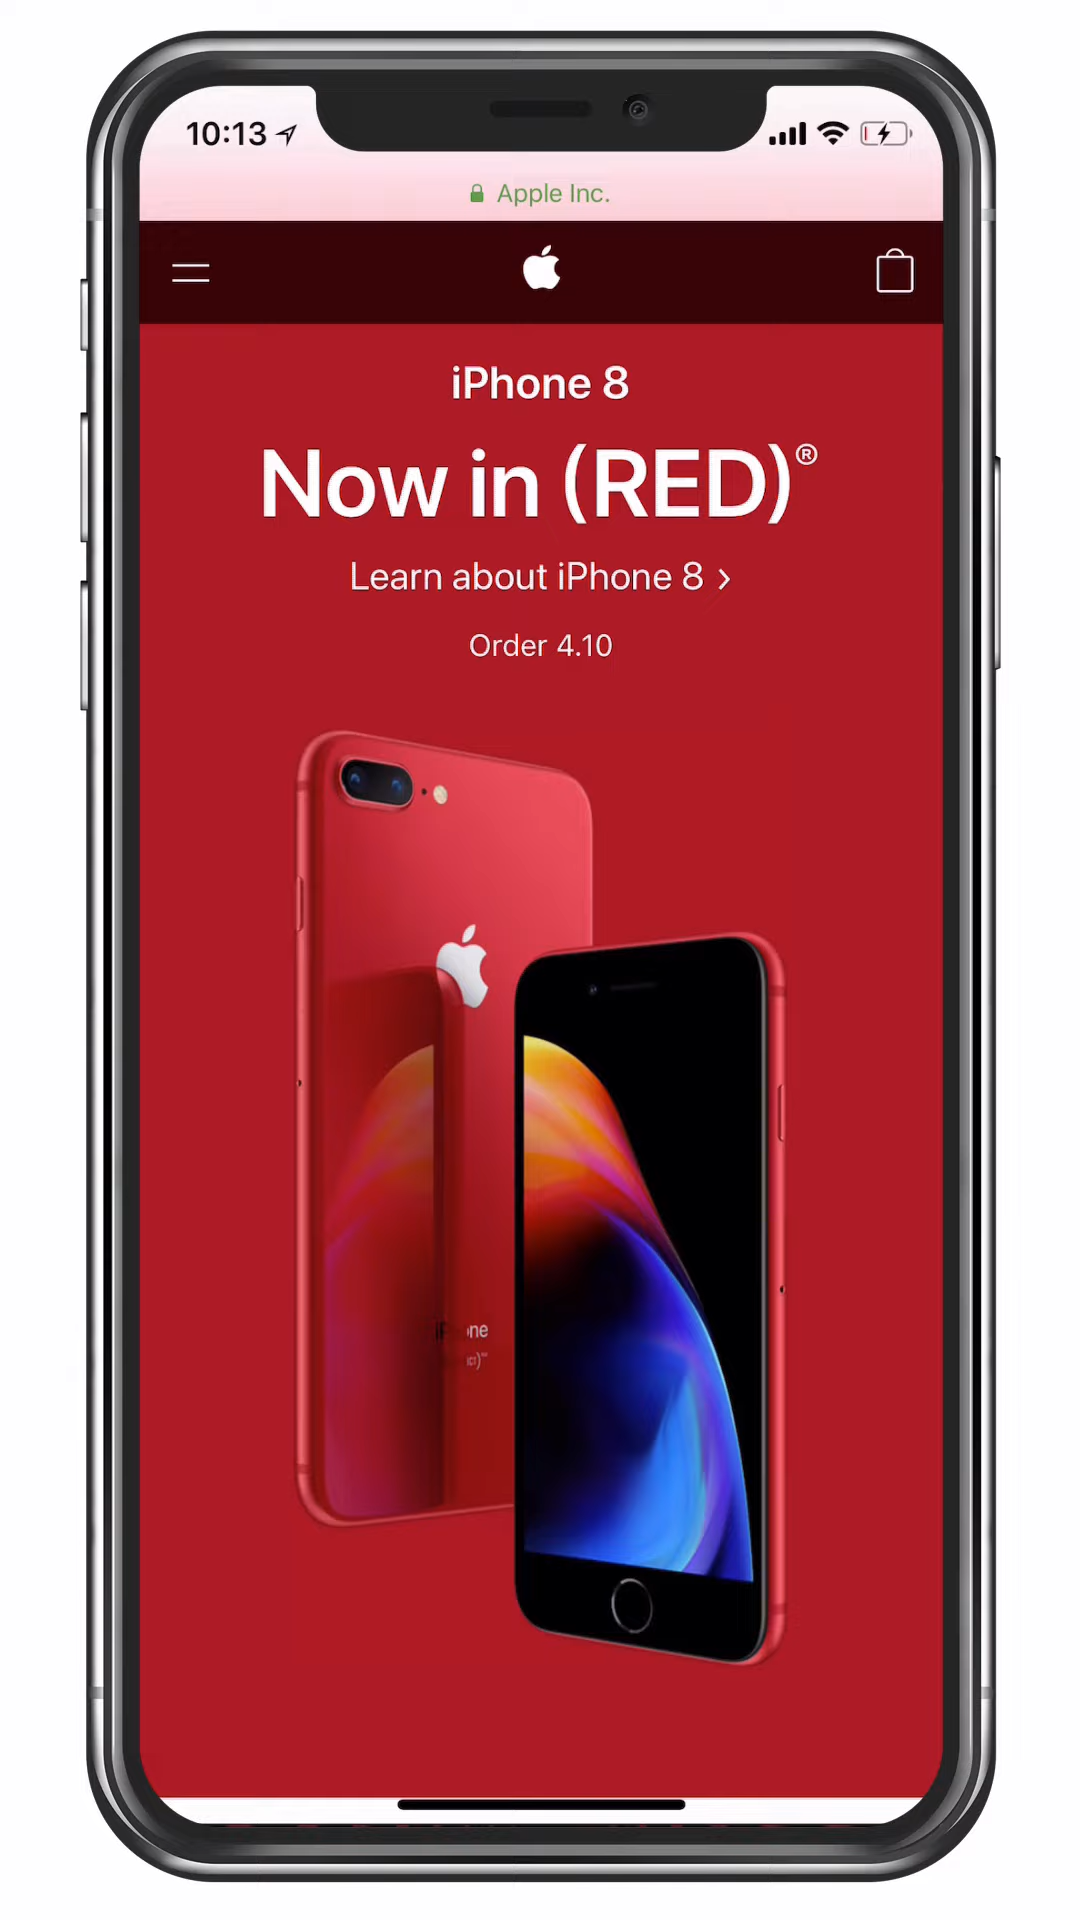 10:13
Apple Inc.
iPhone 8
Now in (RED)®
Learn about iPhone 8 >
Order 4.10